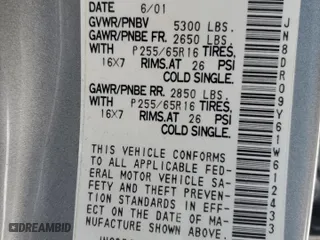 6/01
GVWR/PNBV 5300 LBS.
GAWR/PNBE FR. 2650 LBS.
WITH P255/65R16 TIRES,
16X7 RIMS.AT 26 PSI
COLD SINGLE.
GAWR/PNBE RR. 2850 LBS.
WITH P255/65R16 TIRES,
16X7 RIMS.AT 26 PSI
COLD SINGLE.
THIS VEHICLE CONFORMS
TO ALL APPLICABLE FED-
ERAL MOTOR VEHICLE SA-
FETY AND THEFT PREVEN-
TION STANDARDS IN EFF-
ECT ON THE DATE OF MA-
NUFACTURE SHOWN ABOVE
JN8DR09Y61W612433
DREAMBID